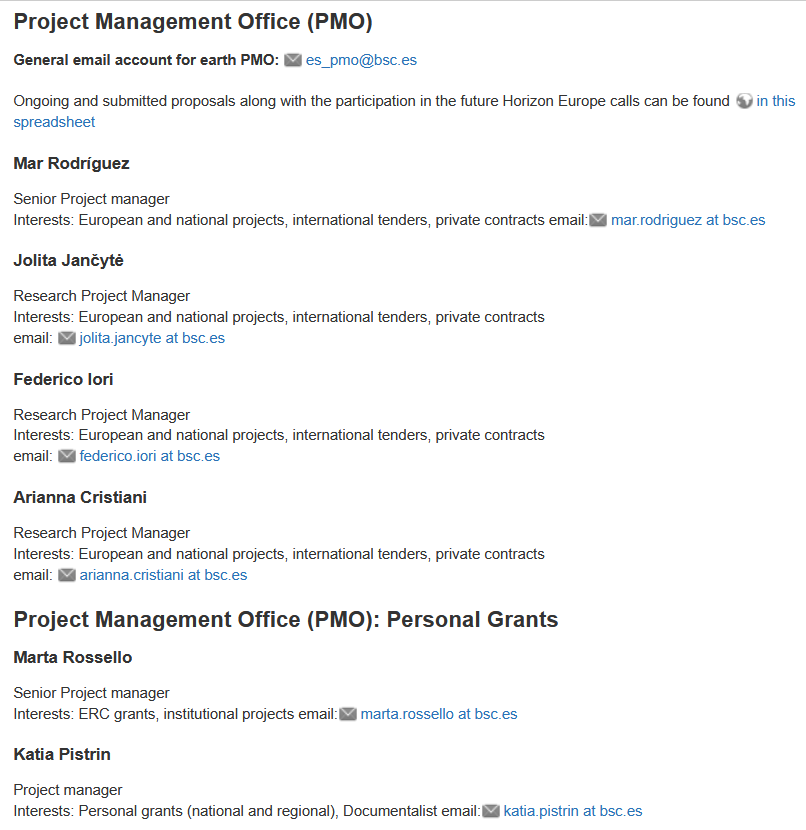 Project Management Office (PMO)
General email account for earth PMO: es_pmo@bsc.es
Ongoing and submitted proposals along with the participation in the future Horizon Europe calls can be found in this
spreadsheet
Mar Rodríguez
Senior Project manager
Interests: European and national projects, international tenders, private contracts email: mar.rodriguez at bsc.es
Jolita Jančytė
Research Project Manager
Interests: European and national projects, international tenders, private contracts
email: jolita.jancyte at bsc.es
Federico Iori
Research Project Manager
Interests: European and national projects, international tenders, private contracts
email: federico.iori at bsc.es
Arianna Cristiani
Research Project Manager
Interests: European and national projects, international tenders, private contracts
email: arianna.cristiani at bsc.es
Project Management Office (PMO): Personal Grants
Marta Rossello
Senior Project manager
Interests: ERC grants, institutional projects email: marta.rossello at bsc.es
Katia Pistrin
Project manager
Interests: Personal grants (national and regional), Documentalist email: katia.pistrin at bsc.es